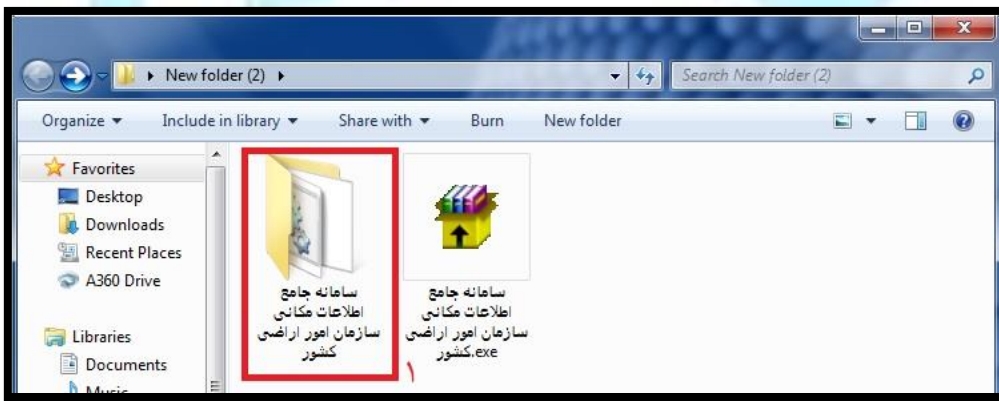 New folder (2)
Search New folder (2)
Organize
Include in library
Share with
Burn
New folder
Favorites
Desktop
Downloads
Recent Places
A360 Drive
Libraries
Documents
Music
سامانه جامع
اطلاعات مکانی
سازمان امور اراضی
کشور
سامانه جامع
اطلاعات مکانی
سازمان امور اراضی
کشور.exe
۱